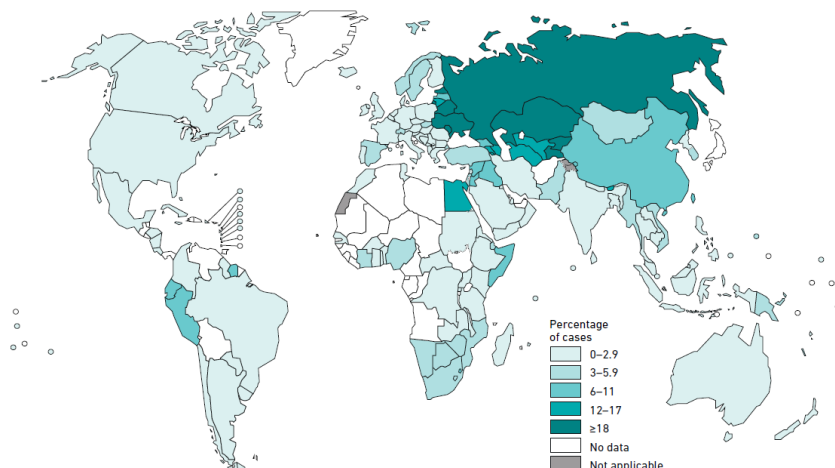 Percentage
of cases
0–2.9
3–5.9
6–11
12–17
≥18
No data
Not applicable